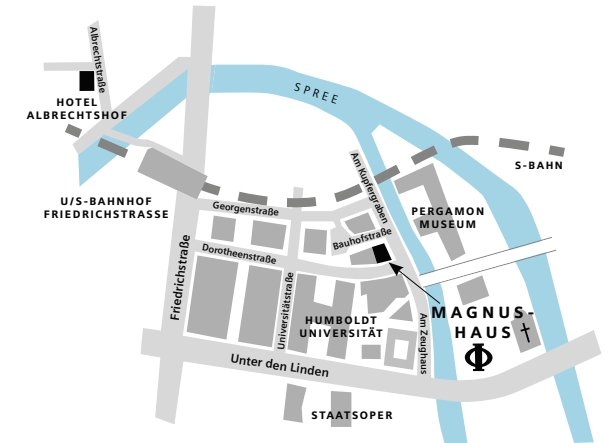 Albrechtstraße
HOTEL
ALBRECHTSHOF
SPREE
S-BAHN
U/S-BAHNHOF
FRIEDRICHSTRASSE
Am Kupfergraben
Georgenstraße
PERGAMON
MUSEUM
Bauhofstraße
Dorotheenstraße
Friedrichstraße
Universitätstraße
MAGNUS-
HAUS
HUMBOLDT
UNIVERSITÄT
Am Zeughaus
Unter den Linden
STAATSOPER